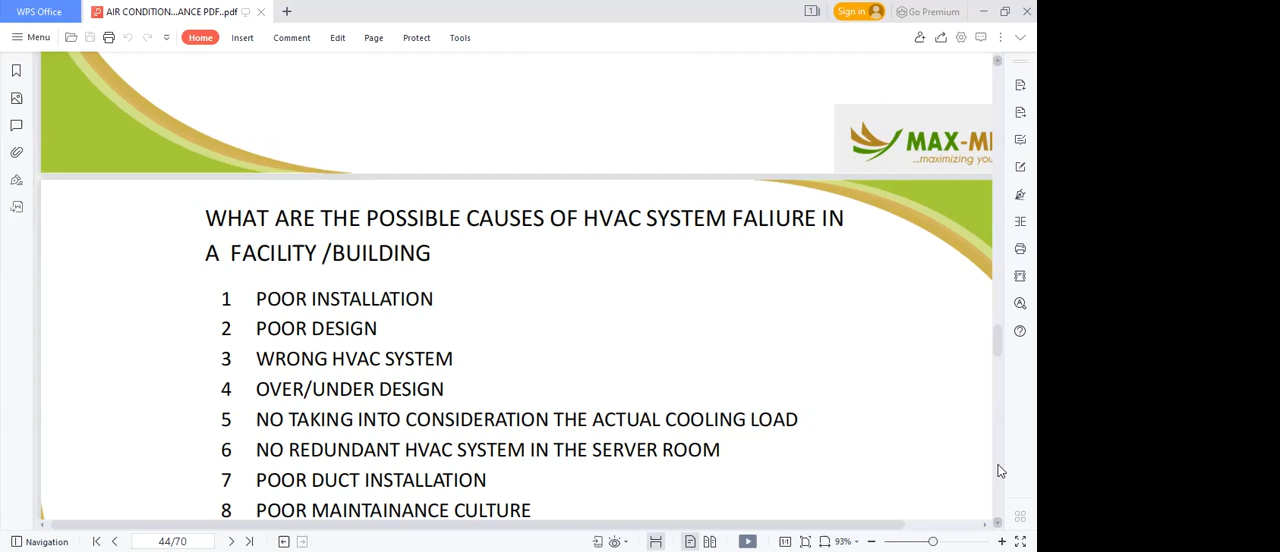 WPS Office
AIR CONDITION...ANCE PDF..pdf
1
Sign in
Go Premium
Menu
Home
Insert
Comment
Edit
Page
Protect
Tools
MAX-MI
...maximizing you
WHAT ARE THE POSSIBLE CAUSES OF HVAC SYSTEM FALIURE IN
A FACILITY /BUILDING
1 POOR INSTALLATION
2 POOR DESIGN
3 WRONG HVAC SYSTEM
4 OVER/UNDER DESIGN
5 NO TAKING INTO CONSIDERATION THE ACTUAL COOLING LOAD
6 NO REDUNDANT HVAC SYSTEM IN THE SERVER ROOM
7 POOR DUCT INSTALLATION
8 POOR MAINTAINANCE CULTURE
Navigation
44/70
93%